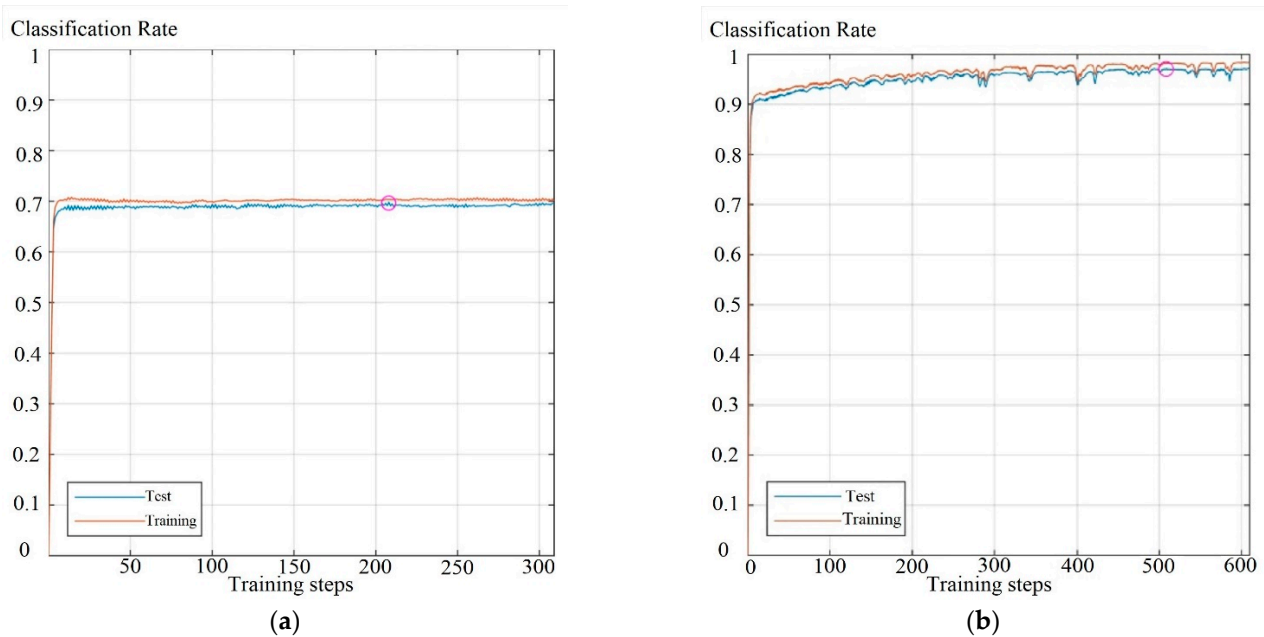 Classification Rate
1
0.9
0.8
0.7
0.6
0.5
0.4
0.3
0.2
0.1
0
Test
Training
50 100 150 200 250 300
Training steps
(a)
Classification Rate
1
0.9
0.8
0.7
0.6
0.5
0.4
0.3
0.2
0.1
0
Test
Training
0 100 200 300 400 500 600
Training steps
(b)